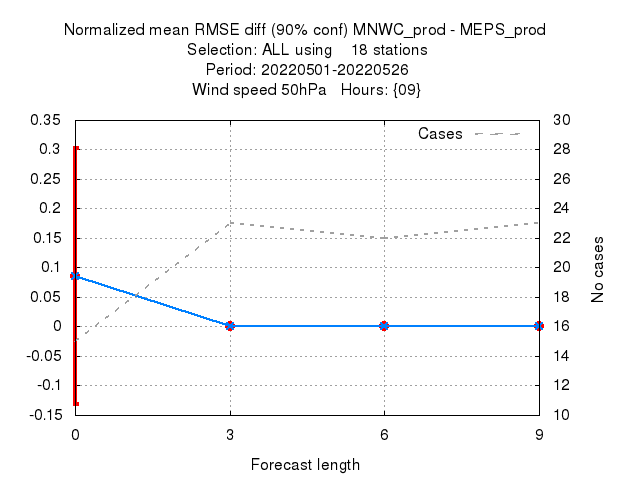 Normalized mean RMSE diff (90% conf) MNWC_prod - MEPS_prod
Selection: ALL using    18 stations
Period: 20220501-20220526
Wind speed 50hPa   Hours: {09}
Cases
0.35
0.3
0.25
0.2
0.15
0.1
0.05
0
-0.05
-0.1
-0.15
30
28
26
24
22
20
18
16
14
12
10
No cases
0 3 6 9
Forecast length